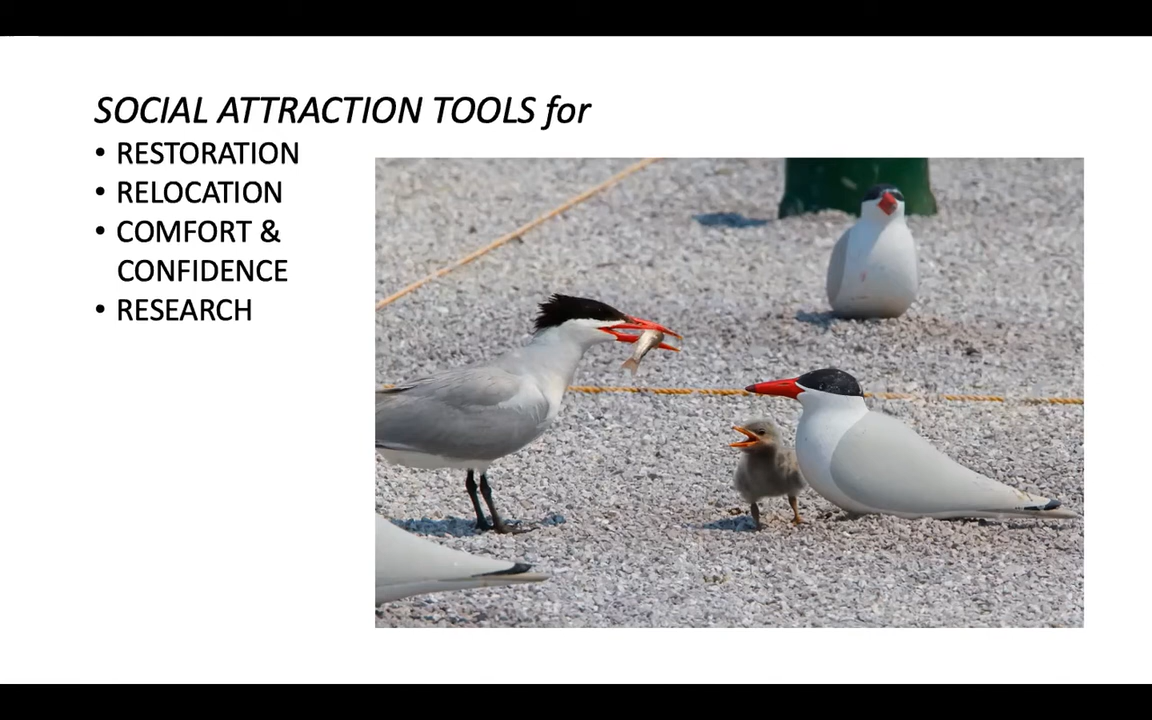 SOCIAL ATTRACTION TOOLS for
• RESTORATION
• RELOCATION
• COMFORT &
CONFIDENCE
• RESEARCH